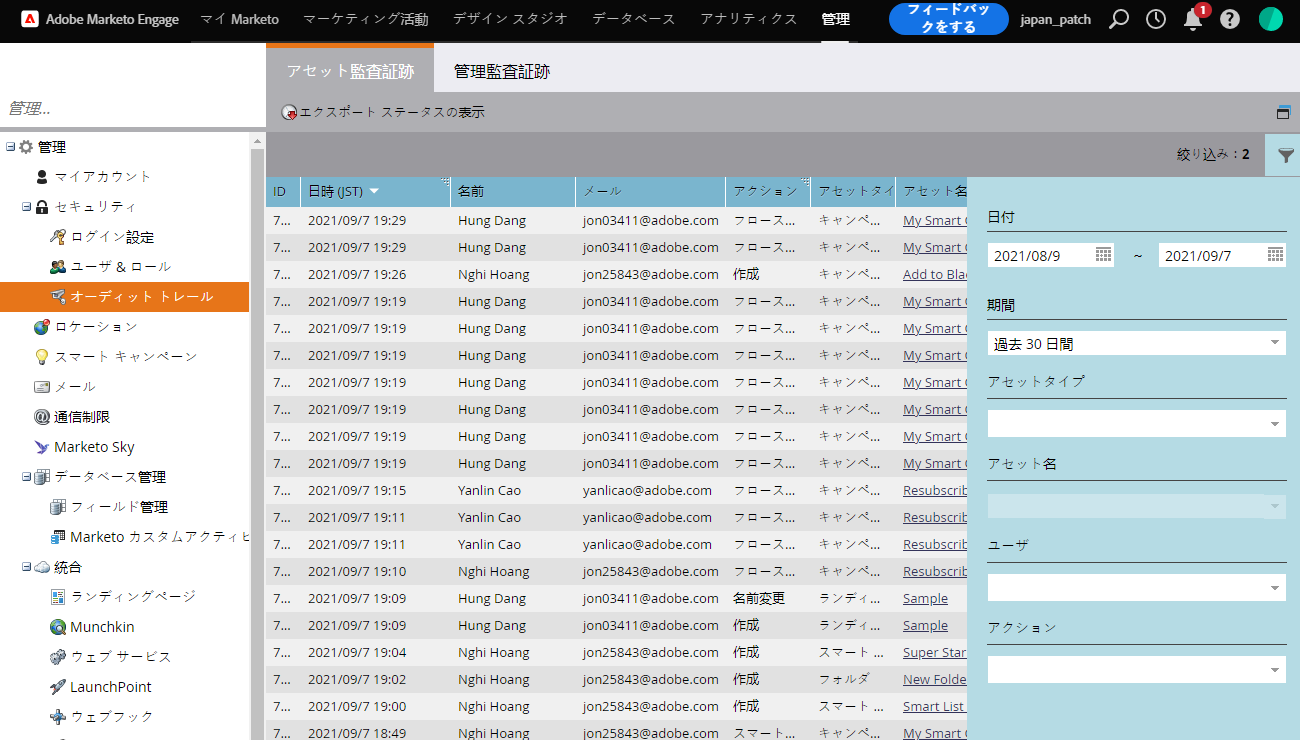 Adobe Marketo Engage マイ Marketo マーケティング活動 デザイン スタジオ データベース アナリティクス 管理 フィードバックをする japan_patch 1
アセット監査証跡 管理監査証跡
管理...
エクスポート ステータスの表示
絞り込み : 2
管理
マイアカウント
セキュリティ
ログイン設定
ユーザ & ロール
オーディット トレール
ロケーション
スマート キャンペーン
メール
通信制限
Marketo Sky
データベース管理
フィールド管理
Marketo カスタムアクティビ
統合
ランディングページ
Munchkin
ウェブ サービス
LaunchPoint
ウェブフック
ID 日時 (JST) 名前 メール アクション アセットタイ アセット名
7... 2021/09/7 19:29 Hung Dang jon03411@adobe.com フロース... キャンペ... My Smart
7... 2021/09/7 19:29 Hung Dang jon03411@adobe.com フロース... キャンペ... My Smart
7... 2021/09/7 19:26 Nghi Hoang jon25843@adobe.com 作成 キャンペ... Add to Bla
7... 2021/09/7 19:19 Hung Dang jon03411@adobe.com フロース... キャンペ... My Smart
7... 2021/09/7 19:19 Hung Dang jon03411@adobe.com フロース... キャンペ... My Smart
7... 2021/09/7 19:19 Hung Dang jon03411@adobe.com フロース... キャンペ... My Smart
7... 2021/09/7 19:19 Hung Dang jon03411@adobe.com フロース... キャンペ... My Smart
7... 2021/09/7 19:19 Hung Dang jon03411@adobe.com フロース... キャンペ... My Smart
7... 2021/09/7 19:19 Hung Dang jon03411@adobe.com フロース... キャンペ... My Smart
7... 2021/09/7 19:19 Hung Dang jon03411@adobe.com フロース... キャンペ... My Smart
7... 2021/09/7 19:15 Yanlin Cao yanlicao@adobe.com フロース... キャンペ... Resubscrib
7... 2021/09/7 19:11 Yanlin Cao yanlicao@adobe.com フロース... キャンペ... Resubscrib
7... 2021/09/7 19:11 Yanlin Cao yanlicao@adobe.com フロース... キャンペ... Resubscrib
7... 2021/09/7 19:10 Nghi Hoang jon25843@adobe.com フロース... キャンペ... Resubscrib
7... 2021/09/7 19:09 Hung Dang jon03411@adobe.com 名前変更 ランディ... Sample
7... 2021/09/7 19:09 Hung Dang jon03411@adobe.com 作成 ランディ... Sample
7... 2021/09/7 19:04 Nghi Hoang jon25843@adobe.com 作成 スマート ... Super Star
7... 2021/09/7 19:02 Nghi Hoang jon25843@adobe.com 作成 フォルダ New Folde
7... 2021/09/7 19:00 Nghi Hoang jon25843@adobe.com 作成 スマート ... Smart List
7... 2021/09/7 18:49 Nghi Hoang jon25843@adobe.com スマート... キャンペ... My Smart
日付
2021/08/9 ~ 2021/09/7
期間
過去 30 日間
アセットタイプ
アセット名
ユーザ
アクション